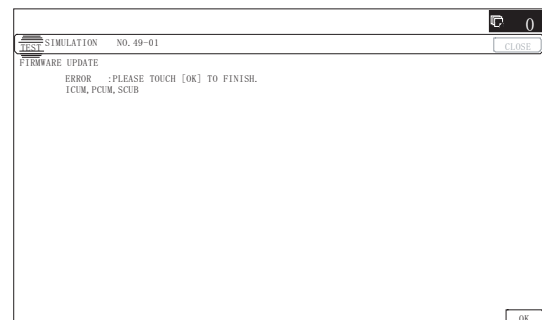 0
TEST SIMULATION NO. 49-01
CLOSE
FIRMWARE UPDATE
ERROR :PLEASE TOUCH [OK] TO FINISH.
ICUM, PCUM, SCUB
OK